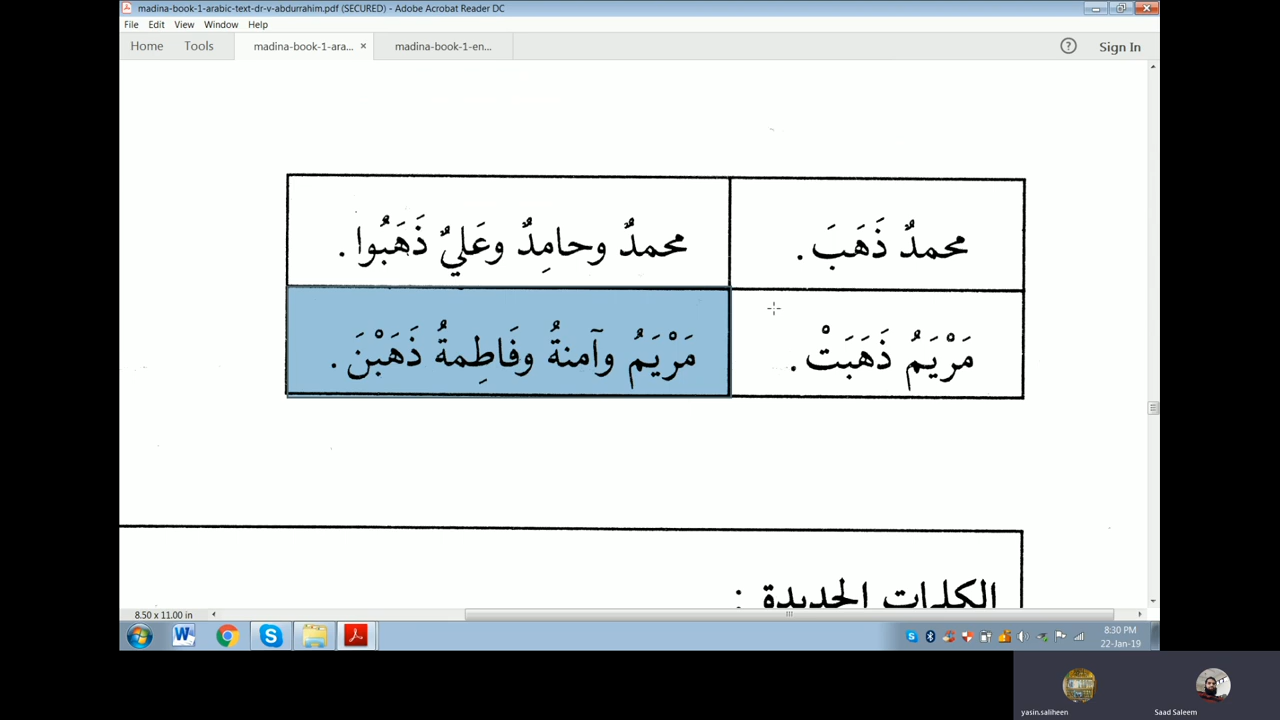 madina-book-1-arabic-text-dr-v-abdurrahim.pdf (SECURED) - Adobe Acrobat Reader DC
File Edit View Window Help
Home Tools madina-book-1-ara... × madina-book-1-en... ? Sign In
محمدٌ ذَهَبَ . محمدٌ وحامِدٌ وعَليٌ ذَهَبُوا .
مَرْيَمُ ذَهَبَتْ . مَرْيَمُ وآمنةُ وفَاطِمةُ ذَهَبْنَ .
الكلمات الجديدة :
8.50 x 11.00 in
8:30 PM
22-Jan-19
yasin.saliheen Saad Saleem